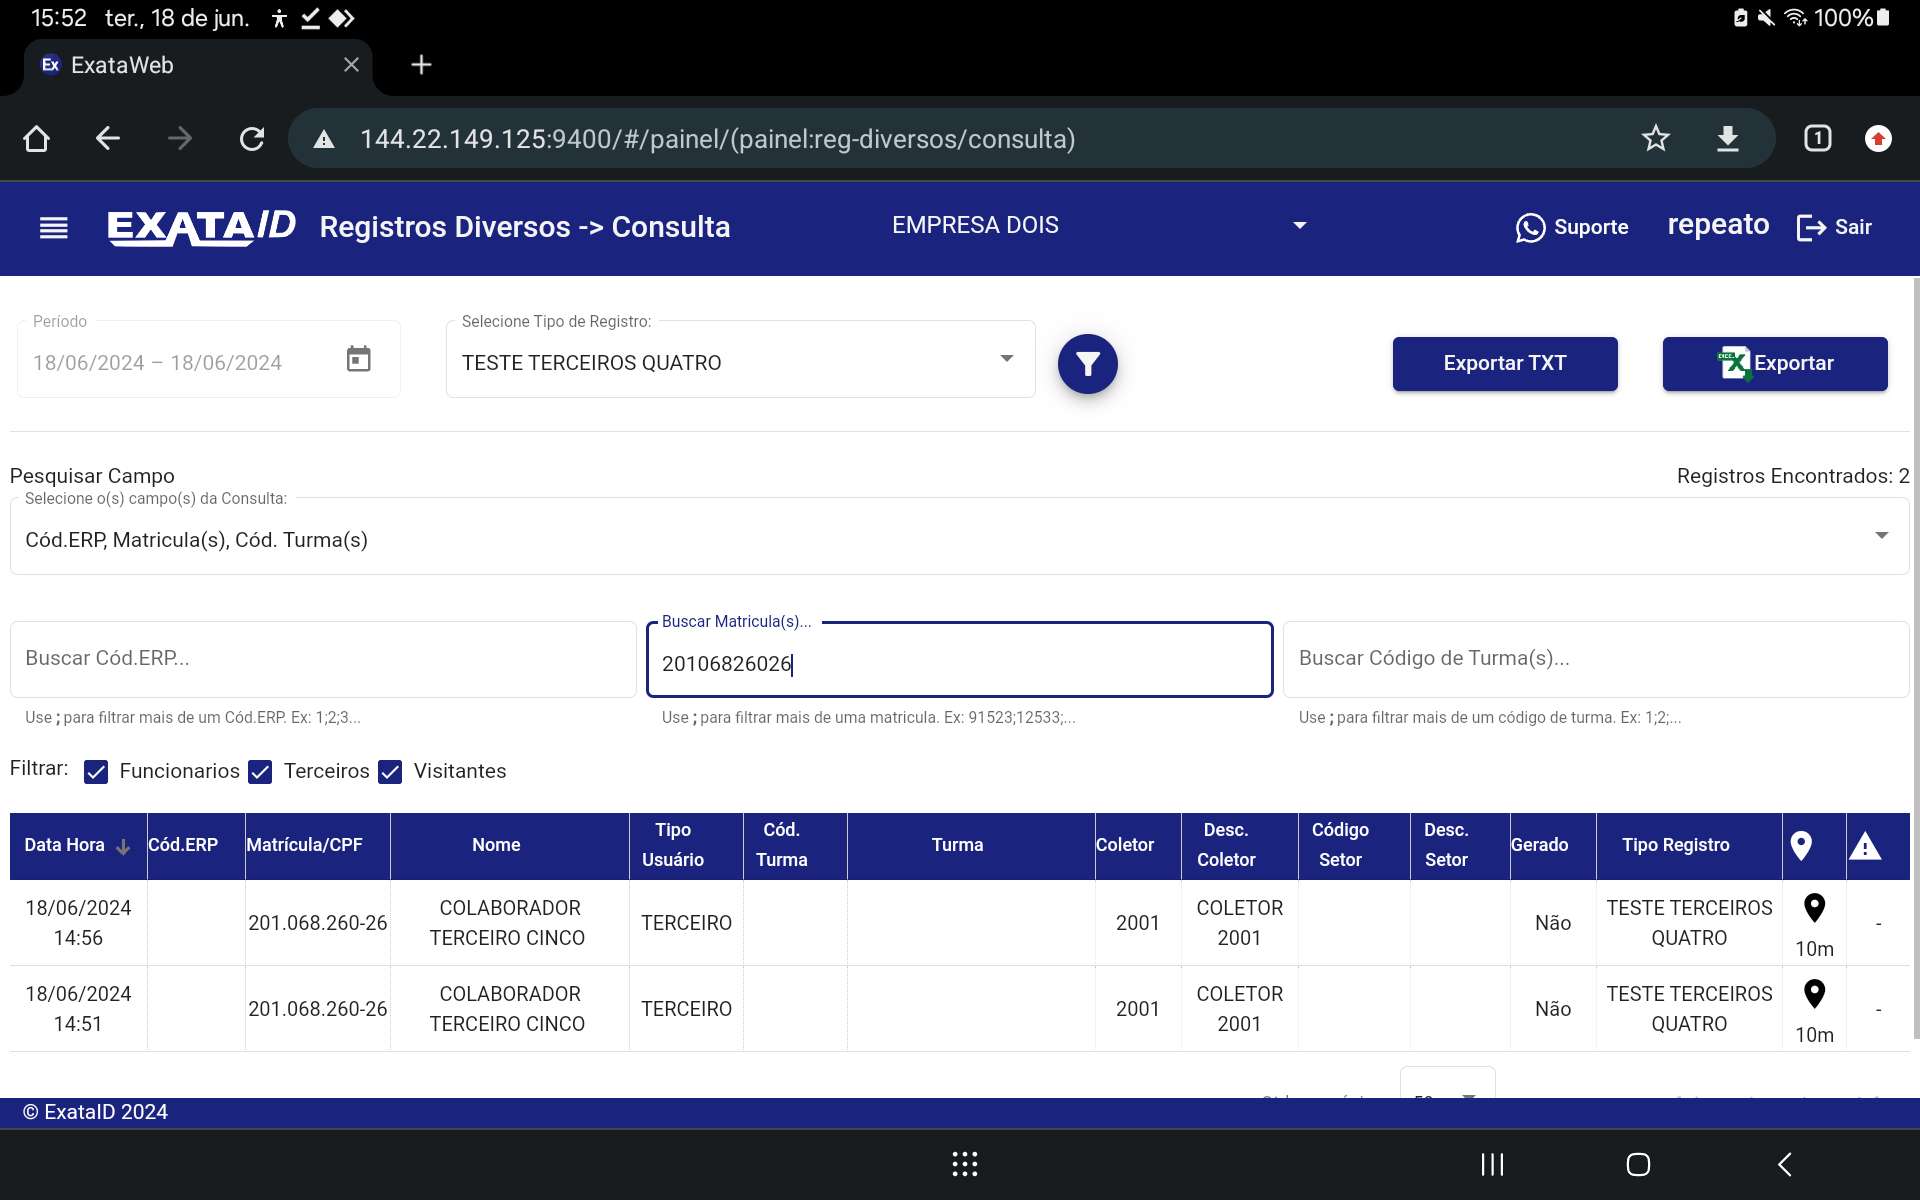 15:52 ter., 18 de jun.
100%
Ex ExataWeb
144.22.149.125:9400/#/painel/(painel:reg-diversos/consulta)
1
EXATAID Registros Diversos -> Consulta
EMPRESA DOIS
Suporte
repeato
Sair
Período
18/06/2024 – 18/06/2024
Selecione Tipo de Registro:
TESTE TERCEIROS QUATRO
Exportar TXT
Exportar
Pesquisar Campo
Registros Encontrados: 2
Selecione o(s) campo(s) da Consulta:
Cód.ERP, Matricula(s), Cód. Turma(s)
Buscar Cód.ERP...
Buscar Matricula(s)...
20106826026
Buscar Código de Turma(s)...
Use ; para filtrar mais de um Cód.ERP. Ex: 1;2;3...
Use ; para filtrar mais de uma matricula. Ex: 91523;12533;...
Use ; para filtrar mais de um código de turma. Ex: 1;2;...
Filtrar: Funcionarios Terceiros Visitantes
Data Hora Cód.ERP Matrícula/CPF Nome Tipo Usuário Cód. Turma Turma Coletor Desc. Coletor Código Setor Desc. Setor Gerado Tipo Registro
18/06/2024 14:56 201.068.260-26 COLABORADOR TERCEIRO CINCO TERCEIRO 2001 COLETOR 2001 Não TESTE TERCEIROS QUATRO 10m -
18/06/2024 14:51 201.068.260-26 COLABORADOR TERCEIRO CINCO TERCEIRO 2001 COLETOR 2001 Não TESTE TERCEIROS QUATRO 10m -
© ExataID 2024